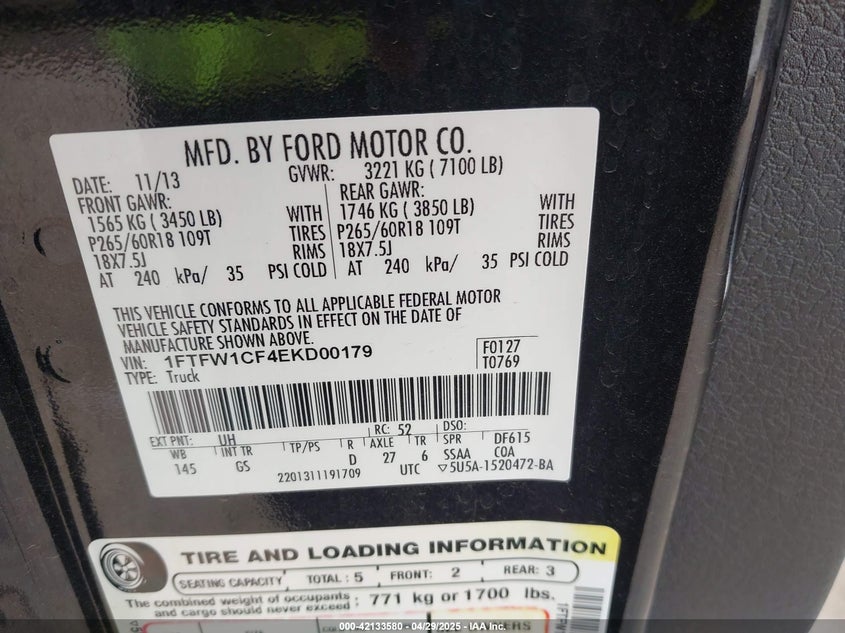 MFD. BY FORD MOTOR CO.
DATE: 11/13 GVWR: 3221 KG ( 7100 LB)
FRONT GAWR: REAR GAWR:
1565 KG ( 3450 LB) WITH 1746 KG ( 3850 LB) WITH
P265/60R18 109T TIRES P265/60R18 109T TIRES
18X7.5J RIMS 18X7.5J RIMS
AT 240 kPa/ 35 PSI COLD AT 240 kPa/ 35 PSI COLD
THIS VEHICLE CONFORMS TO ALL APPLICABLE FEDERAL MOTOR
VEHICLE SAFETY STANDARDS IN EFFECT ON THE DATE OF
MANUFACTURE SHOWN ABOVE.
VIN: 1FTFW1CF4EKD00179 F0127
TYPE: Truck T0769
EXT PNT: UH RC: 52 DSO:
WB INT TR TP/PS R AXLE TR SPR DF615
145 GS D 27 6 SSAA COA
2201311191709 UTC ▽5U5A-1520472-BA
TIRE AND LOADING INFORMATION
SEATING CAPACITY TOTAL : 5 FRONT: 2 REAR: 3
The combined weight of occupants
and cargo should never exceed : 771 kg or 1700 lbs.
000-42133580 - 04/29/2025 - IAA Inc.